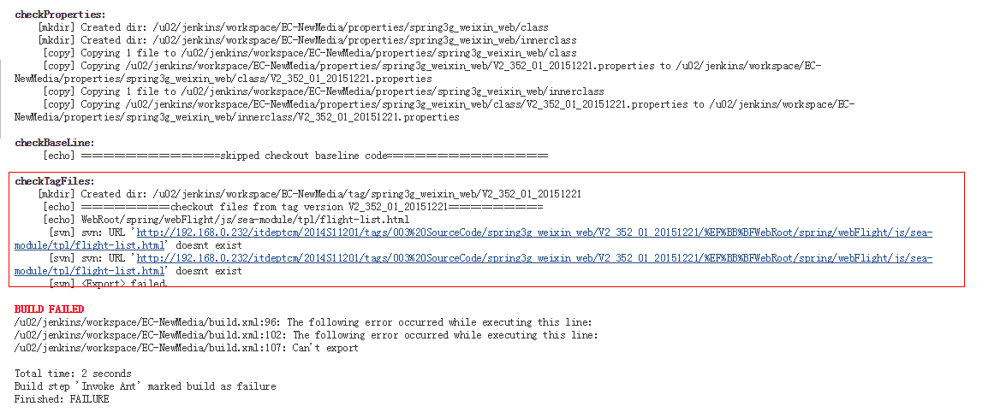 checkProperties:
[mkdir] Created dir: /u02/jenkins/workspace/EC-NewMedia/properties/spring3g_weixin_web/class
[mkdir] Created dir: /u02/jenkins/workspace/EC-NewMedia/properties/spring3g_weixin_web/innerclass
[copy] Copying 1 file to /u02/jenkins/workspace/EC-NewMedia/properties/spring3g_weixin_web/class
[copy] Copying /u02/jenkins/workspace/EC-NewMedia/properties/spring3g_weixin_web/V2_352_01_20151221.properties to /u02/jenkins/workspace/EC-
NewMedia/properties/spring3g_weixin_web/class/V2_352_01_20151221.properties
[copy] Copying 1 file to /u02/jenkins/workspace/EC-NewMedia/properties/spring3g_weixin_web/innerclass
[copy] Copying /u02/jenkins/workspace/EC-NewMedia/properties/spring3g_weixin_web/class/V2_352_01_20151221.properties to /u02/jenkins/workspace/EC-
NewMedia/properties/spring3g_weixin_web/innerclass/V2_352_01_20151221.properties
checkBaseLine:
[echo] =========================skipped checkout baseline code=============================
checkTagFiles:
[mkdir] Created dir: /u02/jenkins/workspace/EC-NewMedia/tag/spring3g_weixin_web/V2_352_01_20151221
[echo] ================checkout files from tag version V2_352_01_20151221=================
[echo] WebRoot/spring/webFlight/js/sea-module/tpl/flight-list.html
[svn] svn: URL 'http://192.168.0.232/itdeptcm/2014S11201/tags/003%20SourceCode/spring3g_weixin_web/V2_352_01_20151221/%EF%BB%BFWebRoot/spring/webFlight/js/sea-
module/tpl/flight-list.html' doesnt exist
[svn] svn: URL 'http://192.168.0.232/itdeptcm/2014S11201/tags/003%20SourceCode/spring3g_weixin_web/V2_352_01_20151221/%EF%BB%BFWebRoot/spring/webFlight/js/sea-
module/tpl/flight-list.html' doesnt exist
[svn] <Export> failed.
BUILD FAILED
/u02/jenkins/workspace/EC-NewMedia/build.xml:96: The following error occurred while executing this line:
/u02/jenkins/workspace/EC-NewMedia/build.xml:102: The following error occurred while executing this line:
/u02/jenkins/workspace/EC-NewMedia/build.xml:107: Can't export
Total time: 2 seconds
Build step 'Invoke Ant' marked build as failure
Finished: FAILURE